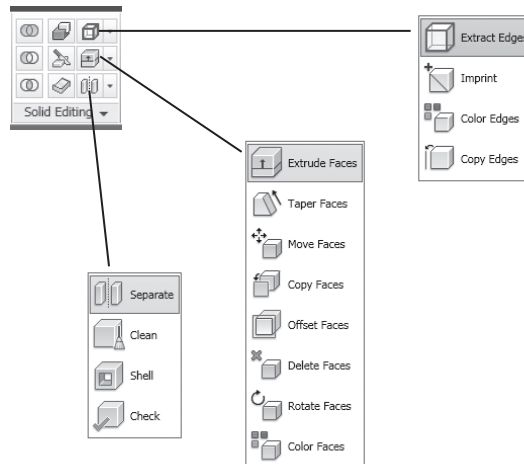 Solid Editing
Extract Edges
Imprint
Color Edges
Copy Edges
Extrude Faces
Taper Faces
Move Faces
Copy Faces
Offset Faces
Delete Faces
Rotate Faces
Color Faces
Separate
Clean
Shell
Check